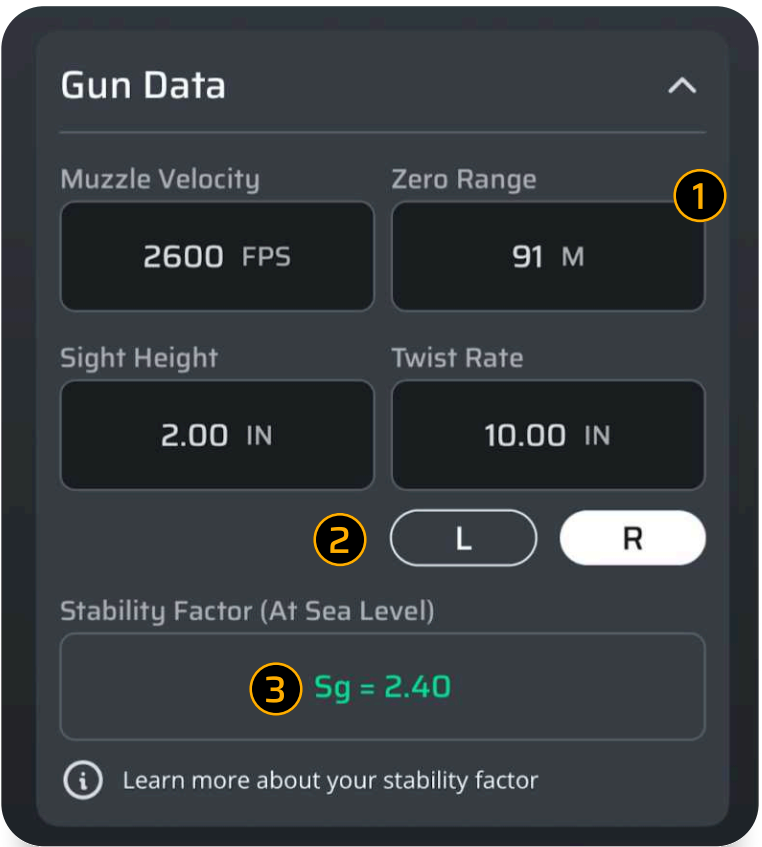 Gun Data
Muzzle Velocity Zero Range
1
2600 FPS 91 M
Sight Height Twist Rate
2.00 IN 10.00 IN
2 L R
Stability Factor (At Sea Level)
3 Sg = 2.40
i Learn more about your stability factor